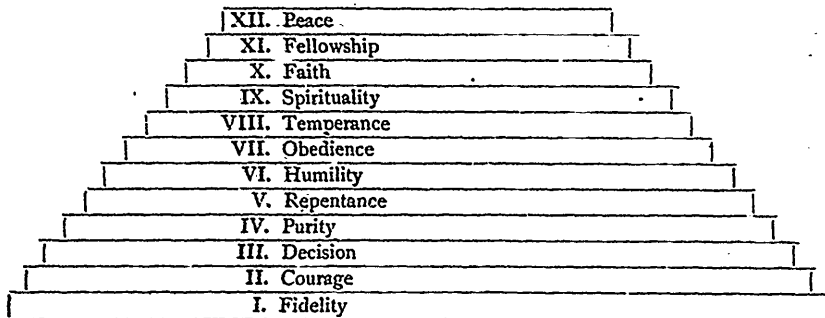 XII. Peace
XI. Fellowship
X. Faith
IX. Spirituality
VIII. Temperance
VII. Obedience
VI. Humility
V. Repentance
IV. Purity
III. Decision
II. Courage
I. Fidelity